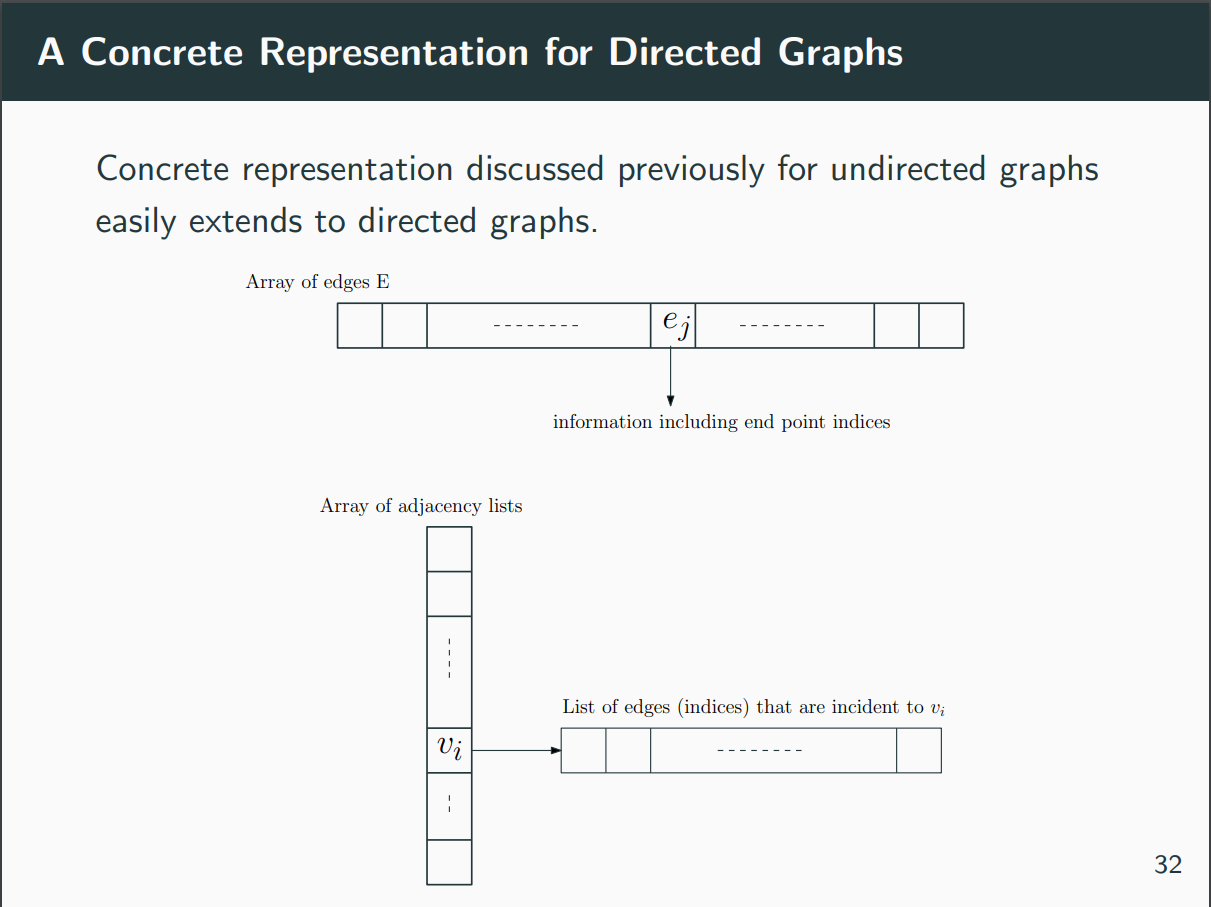 A Concrete Representation for Directed Graphs
Concrete representation discussed previously for undirected graphs
easily extends to directed graphs.
Array of edges E
e_j
information including end point indices
Array of adjacency lists
List of edges (indices) that are incident to v_i
v_i
32